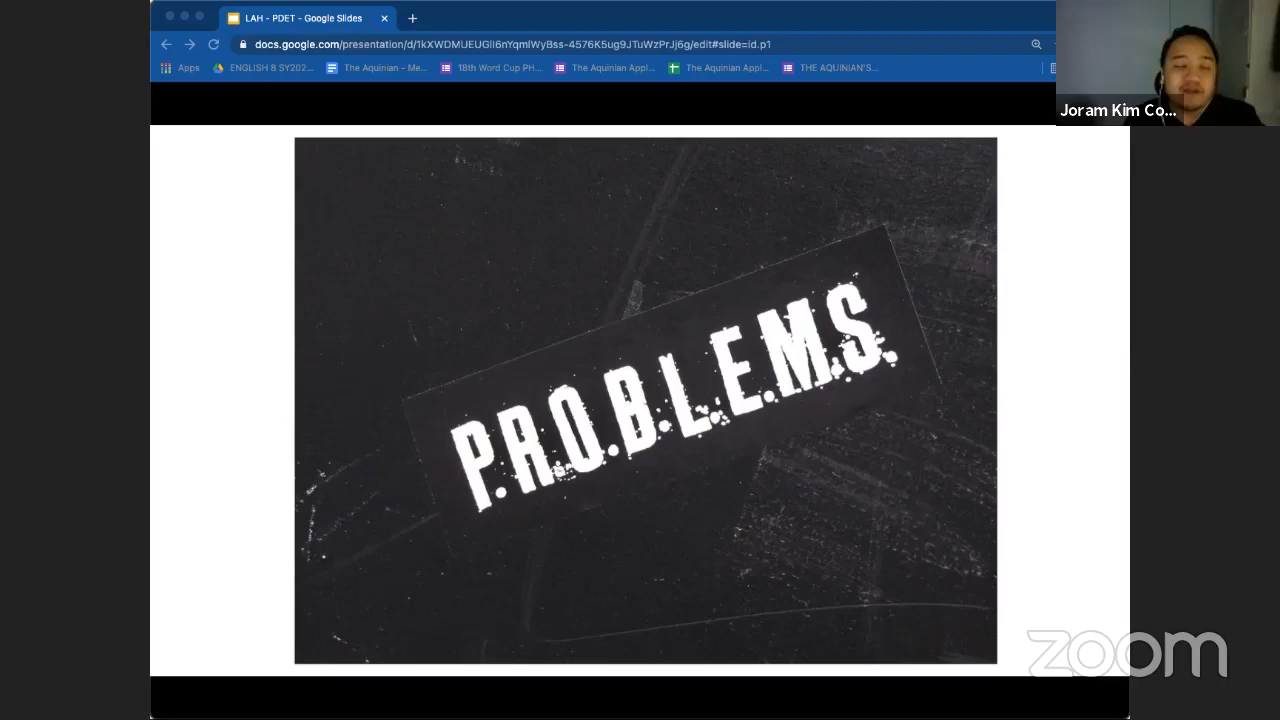 LAH - PDET - Google Slides
docs.google.com/presentation/d/1kXWDMUEUGlI6nYqmIWyBss-4576K5ug9JTuWzPrJj6g/edit#slide=id.p1
Apps
ENGLISH 8 SY202...
The Aquinian - Me...
18th Word Cup PH...
The Aquinian Appl...
The Aquinian Appl...
THE AQUINIAN'S...
Joram Kim Co...
P.R.O.B.L.E.M.S.
zoom